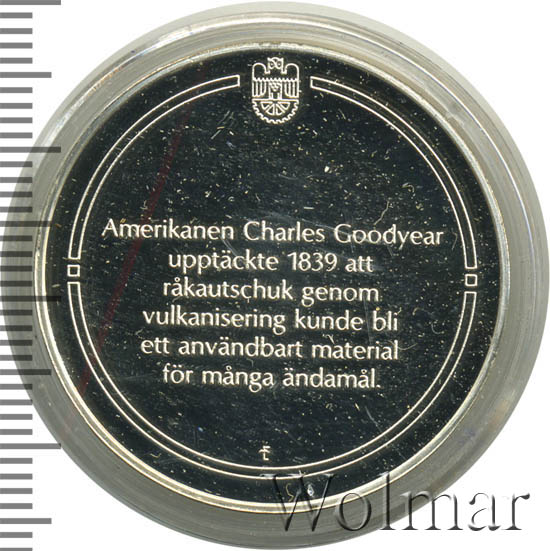 Amerikanen Charles Goodyear
upptäckte 1839 att
råkautschuk genom
vulkanisering kunde bli
ett användbart material
för många ändamål.
Wolmar